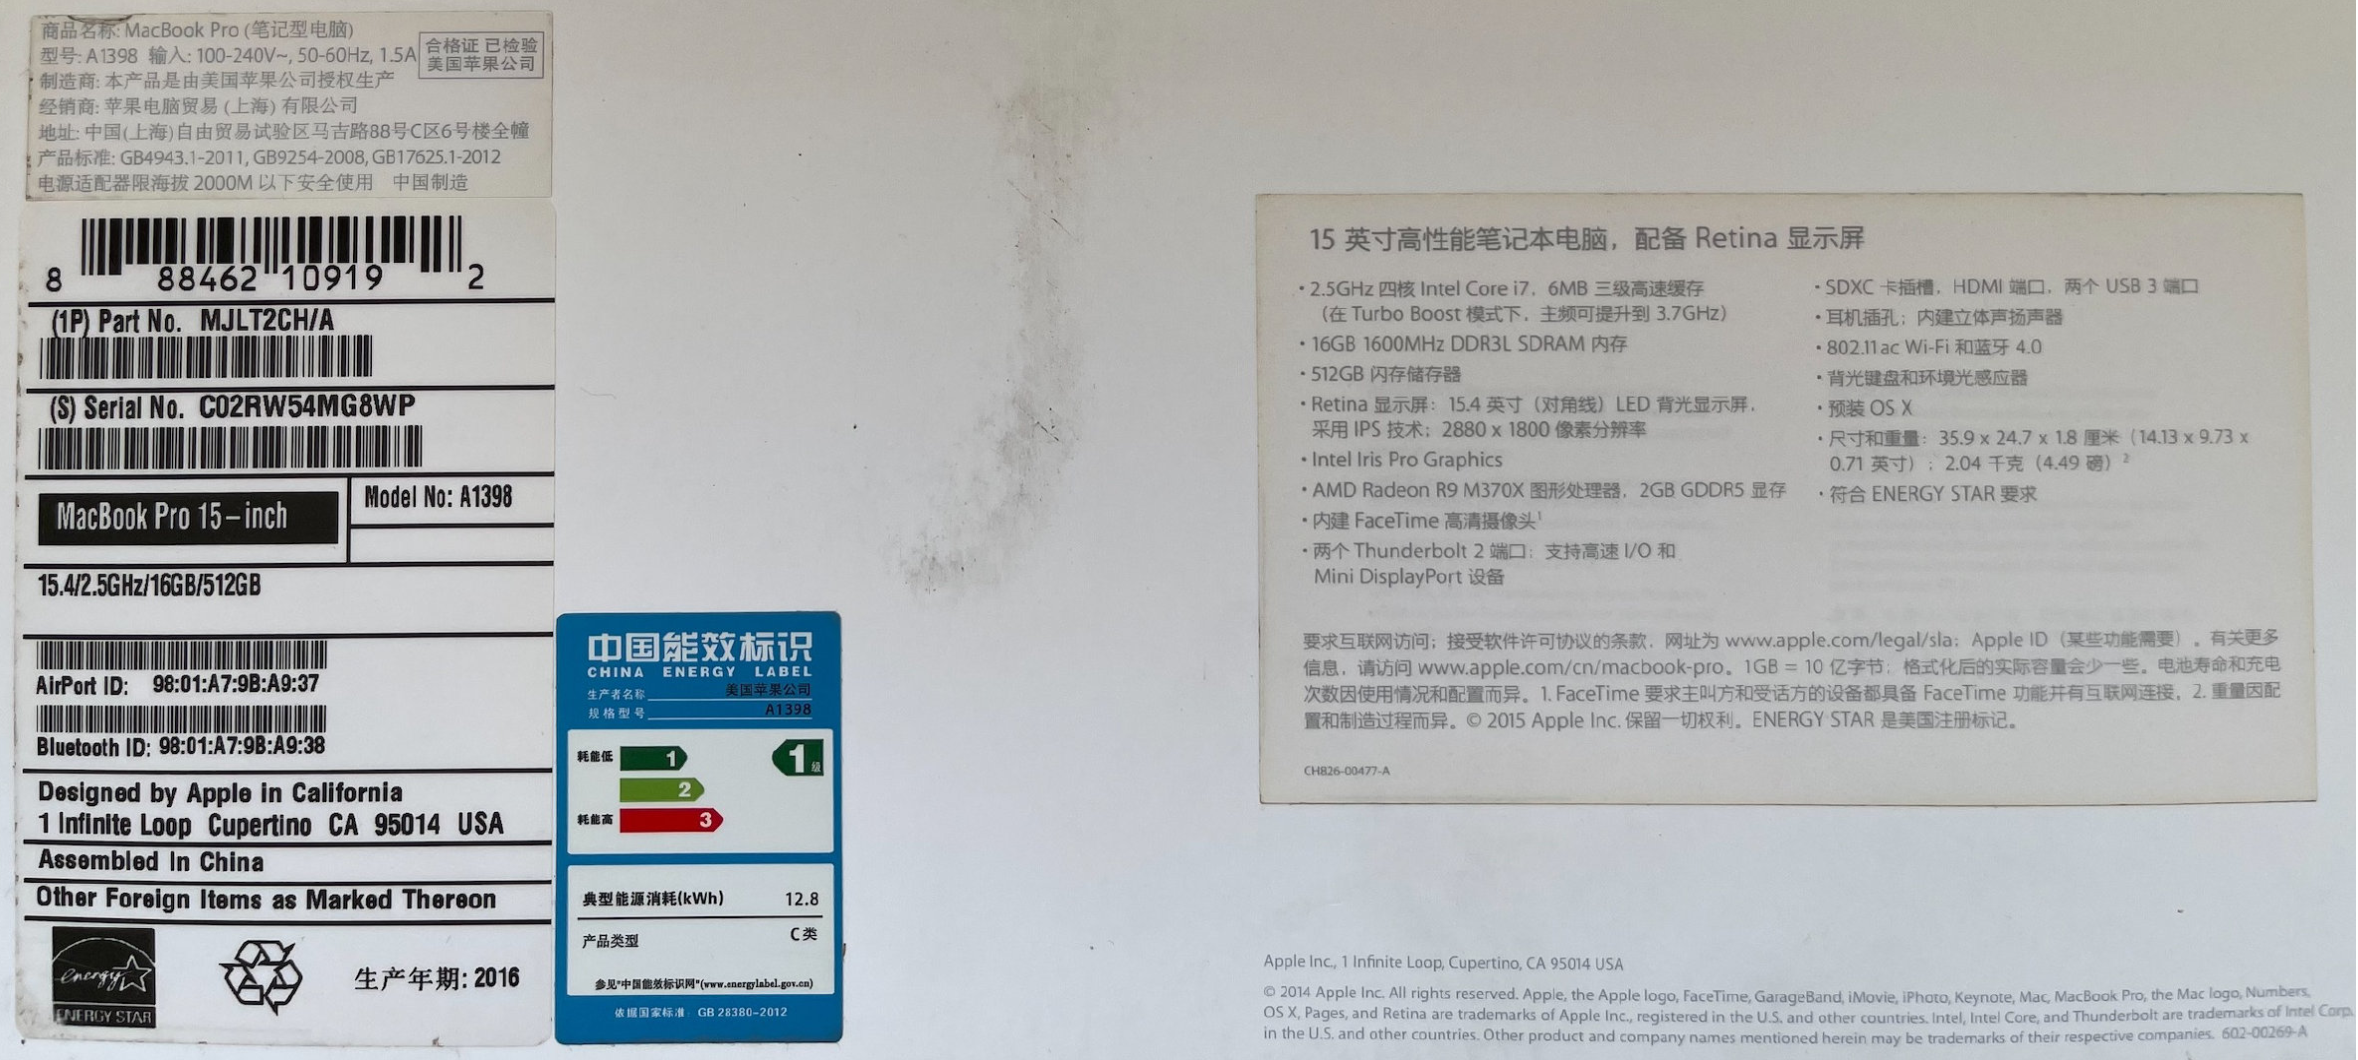 商品名称: MacBook Pro (笔记型电脑)
型号: A1398 输入: 100-240V~, 50-60Hz, 1.5A
合格证 已检验
美国苹果公司
制造商: 本产品是由美国苹果公司授权生产
经销商: 苹果电脑贸易 (上海) 有限公司
地址: 中国(上海)自由贸易试验区马吉路88号C区6号楼全幢
产品标准: GB4943.1-2011, GB9254-2008, GB17625.1-2012
电源适配器限海拔 2000M 以下安全使用 中国制造
8 88462 10919 2
(1P) Part No. MJLT2CH/A
(S) Serial No. C02RW54MG8WP
MacBook Pro 15-inch
Model No: A1398
15.4/2.5GHz/16GB/512GB
AirPort ID: 98:01:A7:9B:A9:37
Bluetooth ID: 98:01:A7:9B:A9:38
Designed by Apple in California
1 Infinite Loop Cupertino CA 95014 USA
Assembled In China
Other Foreign Items as Marked Thereon
energy
ENERGY STAR
生产年期: 2016
中国能效标识
CHINA ENERGY LABEL
生产者名称 美国苹果公司
规格型号 A1398
耗能低 1
1级
2
耗能高 3
典型能源消耗(kWh) 12.8
产品类型 C类
参见"中国能效标识网"(www.energylabel.gov.cn)
依据国家标准: GB 28380-2012
15 英寸高性能笔记本电脑，配备 Retina 显示屏
• 2.5GHz 四核 Intel Core i7，6MB 三级高速缓存
（在 Turbo Boost 模式下，主频可提升到 3.7GHz）
• 16GB 1600MHz DDR3L SDRAM 内存
• 512GB 闪存储存器
• Retina 显示屏：15.4 英寸（对角线）LED 背光显示屏，
采用 IPS 技术；2880 x 1800 像素分辨率
• Intel Iris Pro Graphics
• AMD Radeon R9 M370X 图形处理器，2GB GDDR5 显存
• 内建 FaceTime 高清摄像头1
• 两个 Thunderbolt 2 端口：支持高速 I/O 和
Mini DisplayPort 设备
• SDXC 卡插槽，HDMI 端口，两个 USB 3 端口
• 耳机插孔；内建立体声扬声器
• 802.11ac Wi-Fi 和蓝牙 4.0
• 背光键盘和环境光感应器
• 预装 OS X
• 尺寸和重量：35.9 x 24.7 x 1.8 厘米（14.13 x 9.73 x
0.71 英寸）；2.04 千克（4.49 磅）2
• 符合 ENERGY STAR 要求
要求互联网访问；接受软件许可协议的条款，网址为 www.apple.com/legal/sla；Apple ID（某些功能需要）。有关更多
信息，请访问 www.apple.com/cn/macbook-pro。1GB = 10 亿字节；格式化后的实际容量会少一些。电池寿命和充电
次数因使用情况和配置而异。1. FaceTime 要求主叫方和受话方的设备都具备 FaceTime 功能并有互联网连接，2. 重量因配
置和制造过程而异。© 2015 Apple Inc. 保留一切权利。ENERGY STAR 是美国注册标记。
CH826-00477-A
Apple Inc., 1 Infinite Loop, Cupertino, CA 95014 USA
© 2014 Apple Inc. All rights reserved. Apple, the Apple logo, FaceTime, GarageBand, iMovie, iPhoto, Keynote, Mac, MacBook Pro, the Mac logo, Numbers,
OS X, Pages, and Retina are trademarks of Apple Inc., registered in the U.S. and other countries. Intel, Intel Core, and Thunderbolt are trademarks of Intel Corp.
in the U.S. and other countries. Other product and company names mentioned herein may be trademarks of their respective companies. 602-00269-A